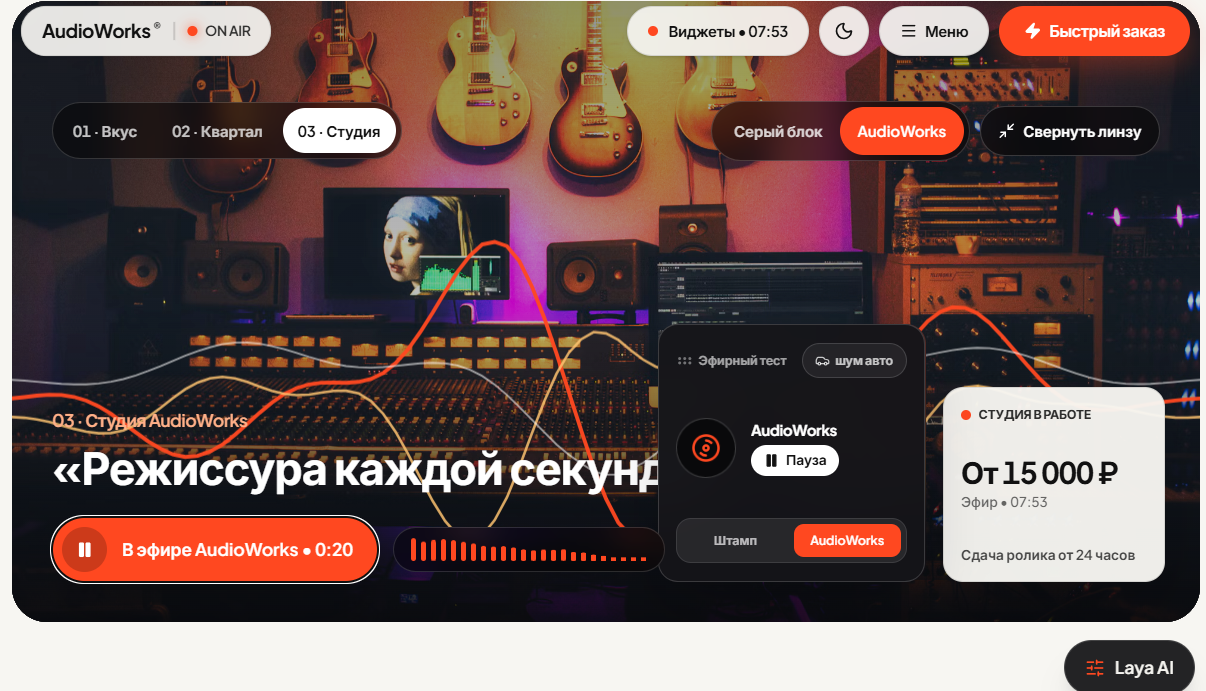 AudioWorks® ON AIR
Виджеты • 07:53
Меню
Быстрый заказ
01 · Вкус
02 · Квартал
03 · Студия
Серый блок
AudioWorks
Свернуть линзу
Эфирный тест
шум авто
03 · Студия AudioWorks
СТУДИЯ В РАБОТЕ
AudioWorks
Пауза
«Режиссура каждой
От 15 000 ₽
Эфир • 07:53
В эфире AudioWorks • 0:20
Штамп
AudioWorks
Сдача ролика от 24 часов
Laya AI